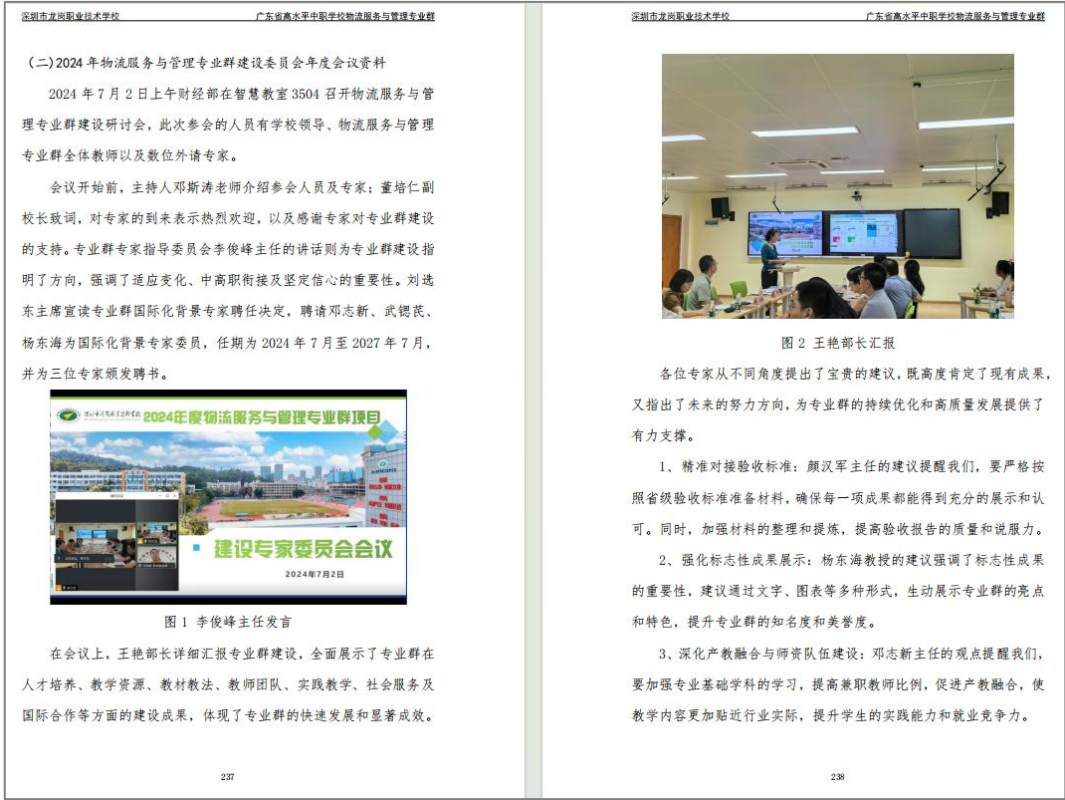 深圳市龙岗职业技术学校 广东省高水平中职学校物流服务与管理专业群
(二)2024 年物流服务与管理专业群建设委员会年度会议资料
2024 年 7 月 2 日上午财经部在智慧教室 3504 召开物流服务与管
理专业群建设研讨会，此次参会的人员有学校领导、物流服务与管理
专业群全体教师以及数位外请专家。
会议开始前，主持人邓斯涛老师介绍参会人员及专家；董培仁副
校长致词，对专家的到来表示热烈欢迎，以及感谢专家对专业群建设
的支持。专业群专家指导委员会李俊峰主任的讲话则为专业群建设指
明了方向，强调了适应变化、中高职衔接及坚定信心的重要性。刘选
东主席宣读专业群国际化背景专家聘任决定，聘请邓志新、武锶芪、
杨东海为国际化背景专家委员，任期为 2024 年 7 月至 2027 年 7 月，
并为三位专家颁发聘书。
2024年度物流服务与管理专业群项目
建设专家委员会会议
2024年7月2日
图 1 李俊峰主任发言
在会议上，王艳部长详细汇报专业群建设，全面展示了专业群在
人才培养、教学资源、教材教法、教师团队、实践教学、社会服务及
国际合作等方面的建设成果，体现了专业群的快速发展和显著成效。
237
深圳市龙岗职业技术学校 广东省高水平中职学校物流服务与管理专业群
图 2 王艳部长汇报
各位专家从不同角度提出了宝贵的建议，既高度肯定了现有成果，
又指出了未来的努力方向，为专业群的持续优化和高质量发展提供了
有力支撑。
1、精准对接验收标准：颜汉军主任的建议提醒我们，要严格按
照省级验收标准准备材料，确保每一项成果都能得到充分的展示和认
可。同时，加强材料的整理和提炼，提高验收报告的质量和说服力。
2、强化标志性成果展示：杨东海教授的建议强调了标志性成果
的重要性，建议通过文字、图表等多种形式，生动展示专业群的亮点
和特色，提升专业群的知名度和美誉度。
3、深化产教融合与师资队伍建设：邓志新主任的观点提醒我们，
要加强专业基础学科的学习，提高兼职教师比例，促进产教融合，使
教学内容更加贴近行业实际，提升学生的实践能力和就业竞争力。
238